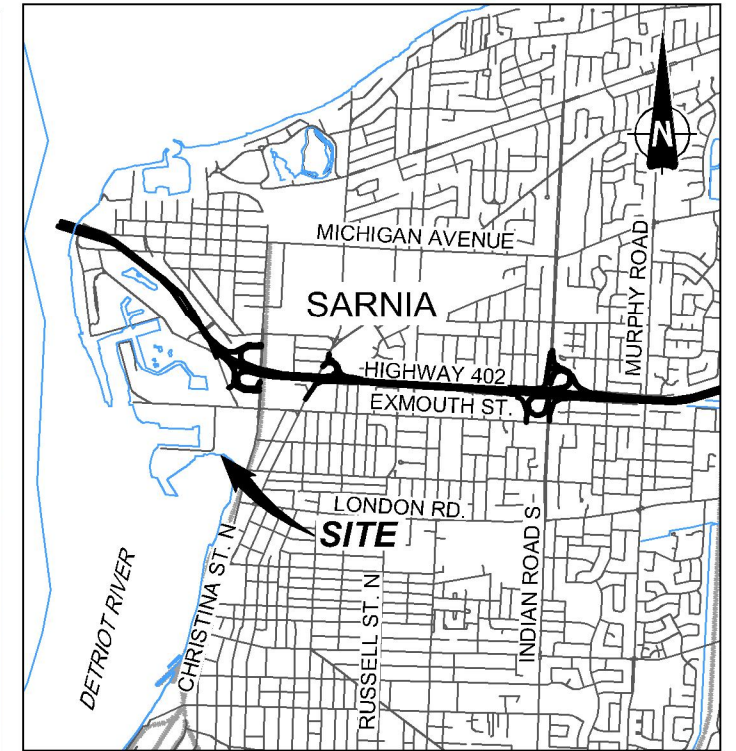 N
MICHIGAN AVENUE
MURPHY ROAD
SARNIA
HIGHWAY 402
EXMOUTH ST.
LONDON RD.
SITE
INDIAN ROAD S
CHRISTINA ST. N
DETRIOT RIVER
RUSSELL ST. N